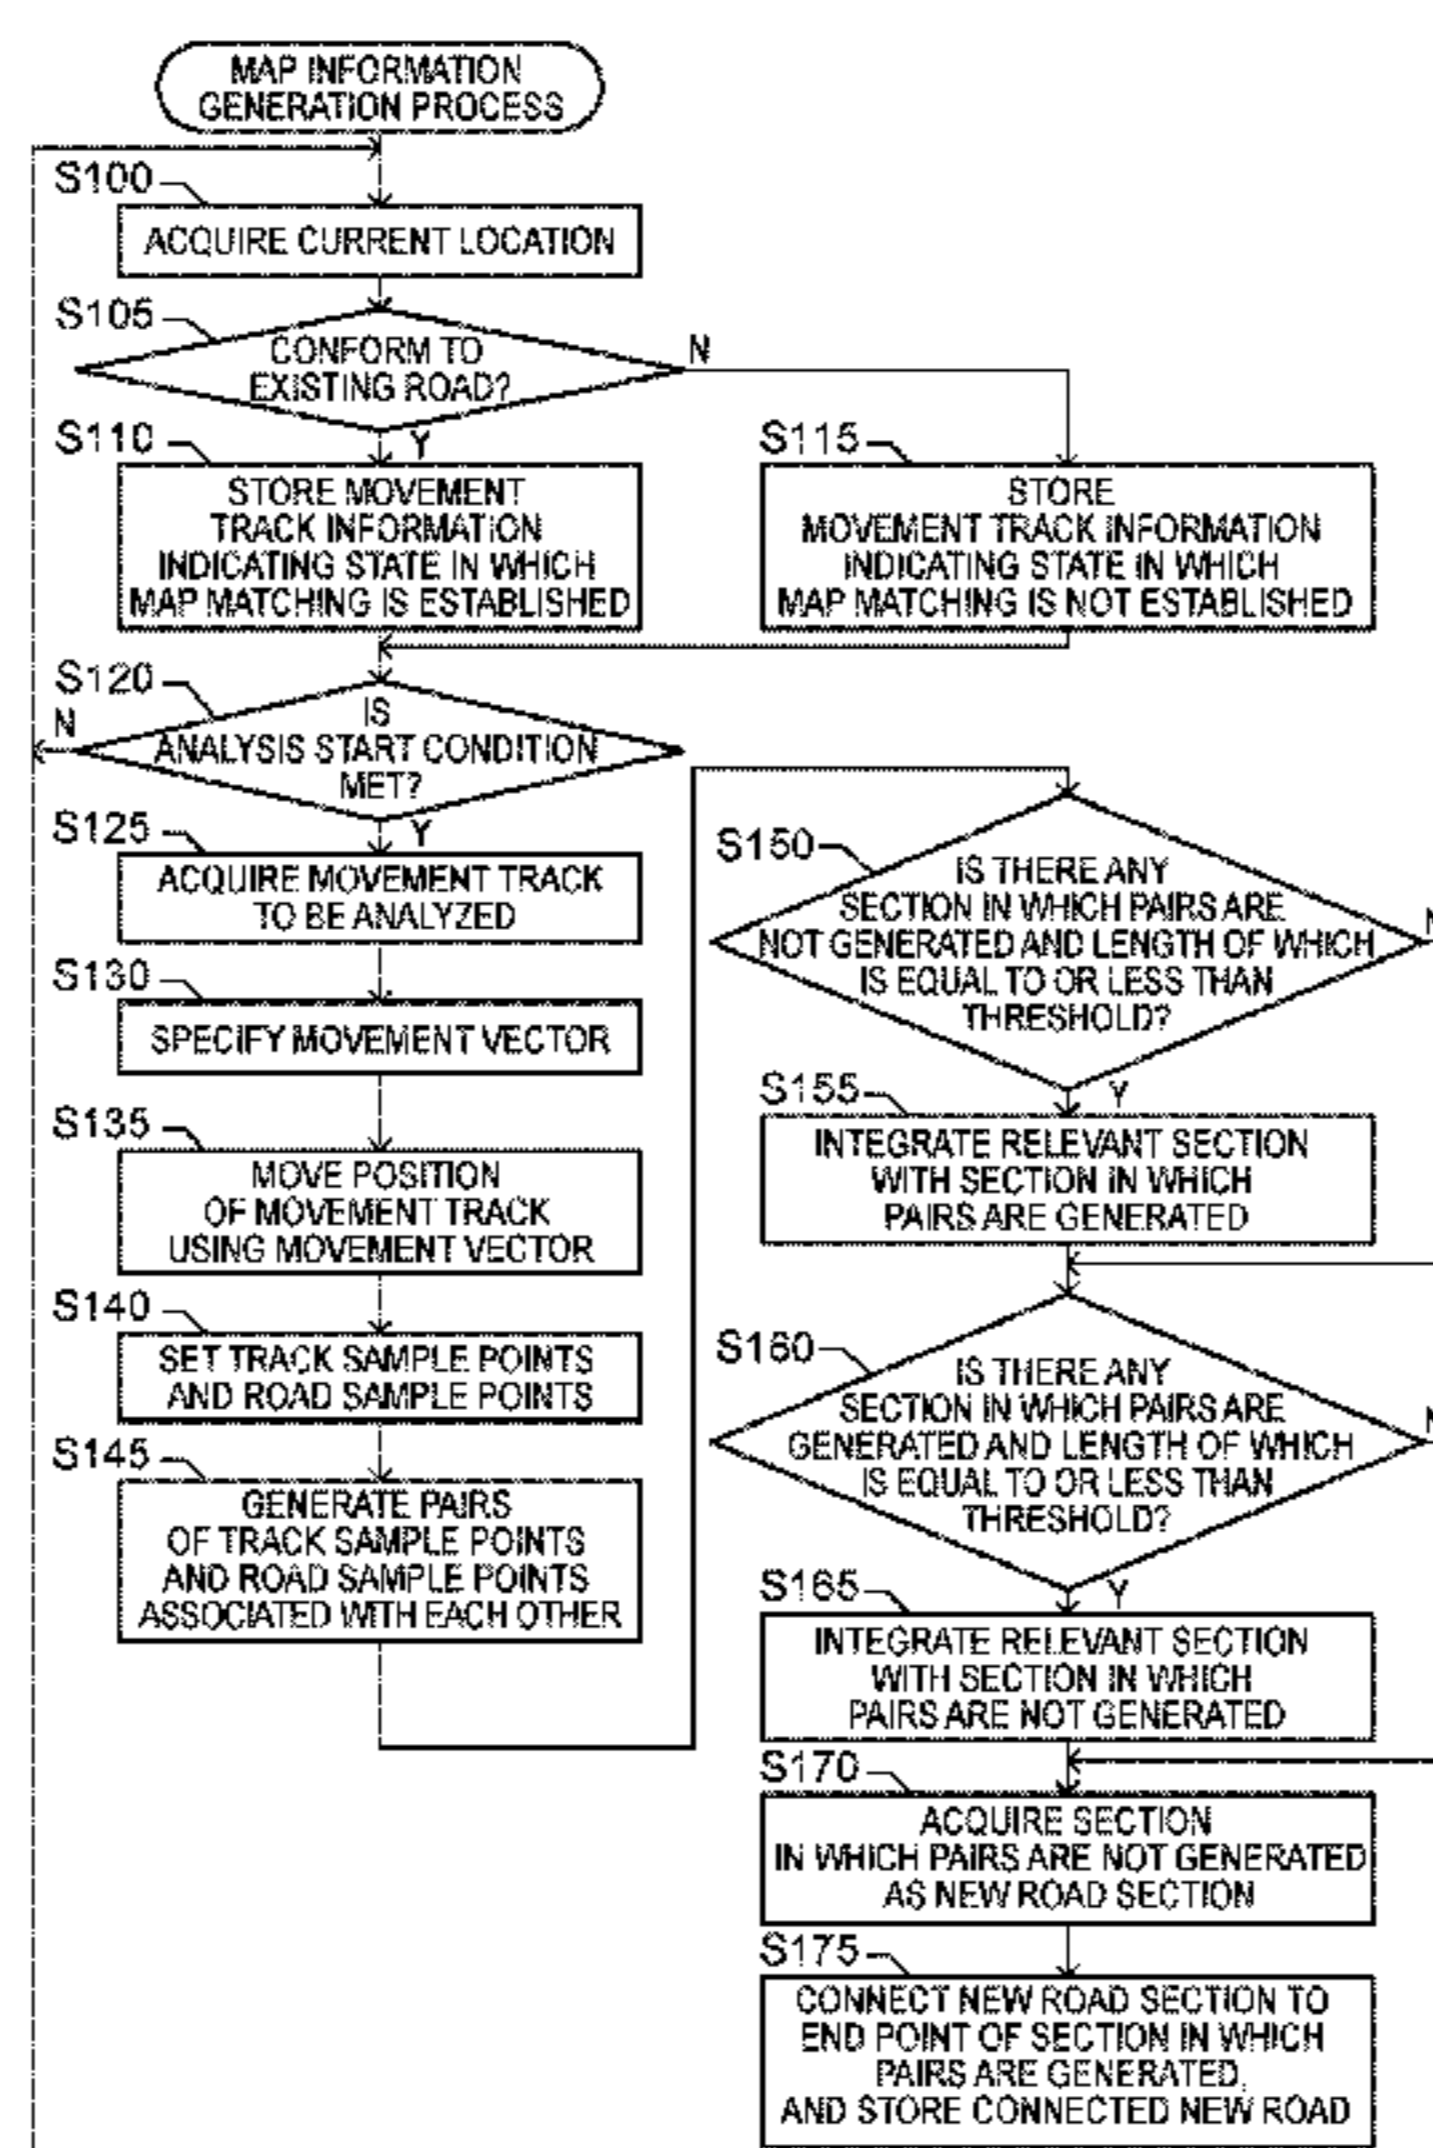 MAP INFORMATION
GENERATION PROCESS
S100
ACQUIRE CURRENT LOCATION
S105
CONFORM TO
EXISTING ROAD?
N
Y
S110
STORE MOVEMENT
TRACK INFORMATION
INDICATING STATE IN WHICH
MAP MATCHING IS ESTABLISHED
S115
STORE
MOVEMENT TRACK INFORMATION
INDICATING STATE IN WHICH
MAP MATCHING IS NOT ESTABLISHED
S120
N
IS
ANALYSIS START CONDITION
MET?
Y
S125
ACQUIRE MOVEMENT TRACK
TO BE ANALYZED
S130
SPECIFY MOVEMENT VECTOR
S135
MOVE POSITION
OF MOVEMENT TRACK
USING MOVEMENT VECTOR
S140
SET TRACK SAMPLE POINTS
AND ROAD SAMPLE POINTS
S145
GENERATE PAIRS
OF TRACK SAMPLE POINTS
AND ROAD SAMPLE POINTS
ASSOCIATED WITH EACH OTHER
S150
IS THERE ANY
SECTION IN WHICH PAIRS ARE
NOT GENERATED AND LENGTH OF WHICH
IS EQUAL TO OR LESS THAN
THRESHOLD?
Y
S155
INTEGRATE RELEVANT SECTION
WITH SECTION IN WHICH
PAIRS ARE GENERATED
S160
IS THERE ANY
SECTION IN WHICH PAIRS ARE
GENERATED AND LENGTH OF WHICH
IS EQUAL TO OR LESS THAN
THRESHOLD?
Y
S165
INTEGRATE RELEVANT SECTION
WITH SECTION IN WHICH
PAIRS ARE NOT GENERATED
S170
ACQUIRE SECTION
IN WHICH PAIRS ARE NOT GENERATED
AS NEW ROAD SECTION
S175
CONNECT NEW ROAD SECTION TO
END POINT OF SECTION IN WHICH
PAIRS ARE GENERATED,
AND STORE CONNECTED NEW ROAD